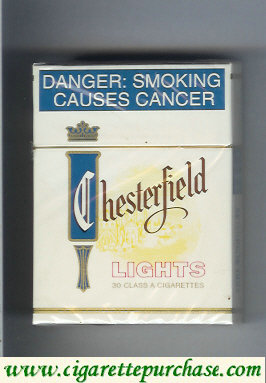 DANGER: SMOKING
CAUSES CANCER
Chesterfield
LIGHTS
30 CLASS A CIGARETTES
www.cigarettepurchase.com